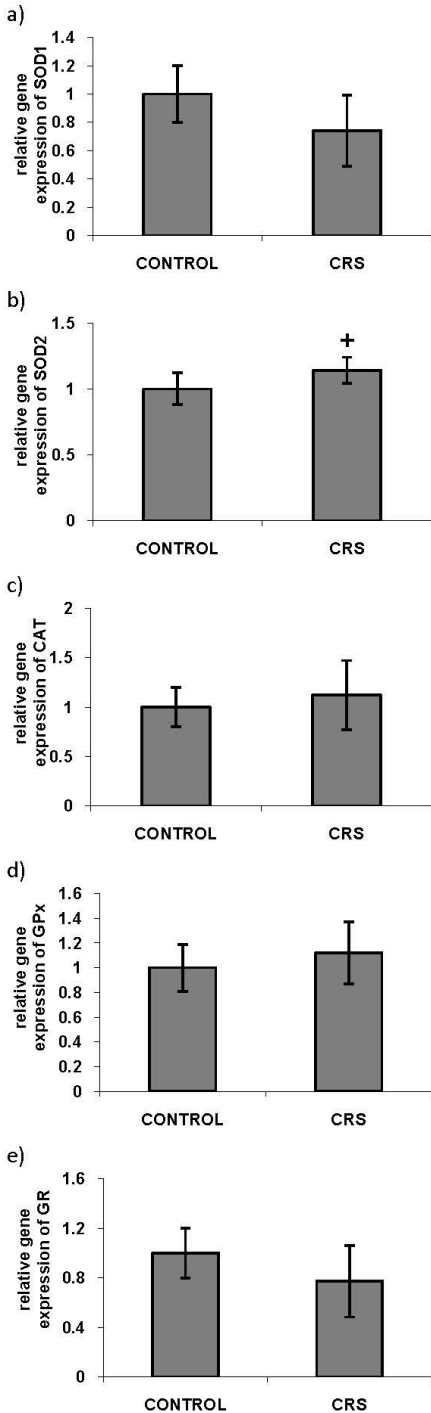 a)
relative gene
expression of SOD1
1.4
1.2
1
0.8
0.6
0.4
0.2
0
CONTROL CRS
b)
relative gene
expression of SOD2
1.5
+
1
0.5
0
CONTROL CRS
c)
relative gene
expression of CAT
2
1.5
1
0.5
0
CONTROL CRS
d)
relative gene
expression of GPx
1.6
1.4
1.2
1
0.8
0.6
0.4
0.2
0
CONTROL CRS
e)
relative gene
expression of GR
1.6
1.2
0.8
0.4
0
CONTROL CRS